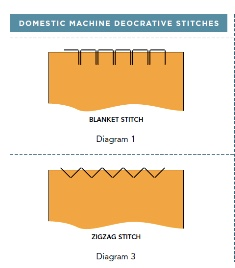 DOMESTIC MACHINE DEOCRATIVE STITCHES
BLANKET STITCH
Diagram 1
ZIGZAG STITCH
Diagram 3